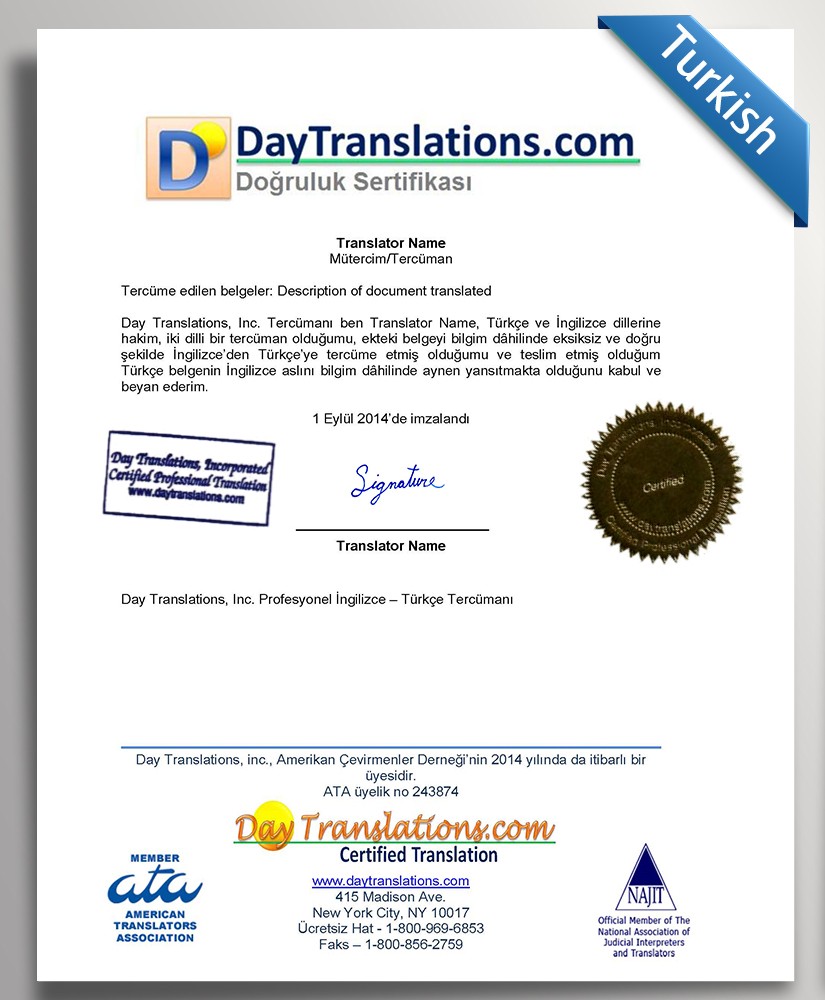 Turkish
D
DayTranslations.com
Doğruluk Sertifikası
Translator Name
Mütercim/Tercüman
Tercüme edilen belgeler: Description of document translated
Day Translations, Inc. Tercümanı ben Translator Name, Türkçe ve İngilizce dillerine
hakim, iki dilli bir tercüman olduğumu, ekteki belgeyi bilgim dâhilinde eksiksiz ve doğru
şekilde İngilizce’den Türkçe’ye tercüme etmiş olduğumu ve teslim etmiş olduğum
Türkçe belgenin İngilizce aslını bilgim dâhilinde aynen yansıtmakta olduğunu kabul ve
beyan ederim.
1 Eylül 2014’de imzalandı
Day Translations, Incorporated
Certified Professional Translation
www.daytranslations.com
Signature
Day Translations, Incorporated
Certified
www.daytranslations.com
Certified Professional Translation
Translator Name
Day Translations, Inc. Profesyonel İngilizce – Türkçe Tercümanı
Day Translations, inc., Amerikan Çevirmenler Derneği’nin 2014 yılında da itibarlı bir
üyesidir.
ATA üyelik no 243874
Day Translations.com
Certified Translation
MEMBER
ata
AMERICAN
TRANSLATORS
ASSOCIATION
www.daytranslations.com
415 Madison Ave.
New York City, NY 10017
Ücretsiz Hat - 1-800-969-6853
Faks – 1-800-856-2759
NAJIT
Official Member of The
National Association of
Judicial Interpreters
and Translators